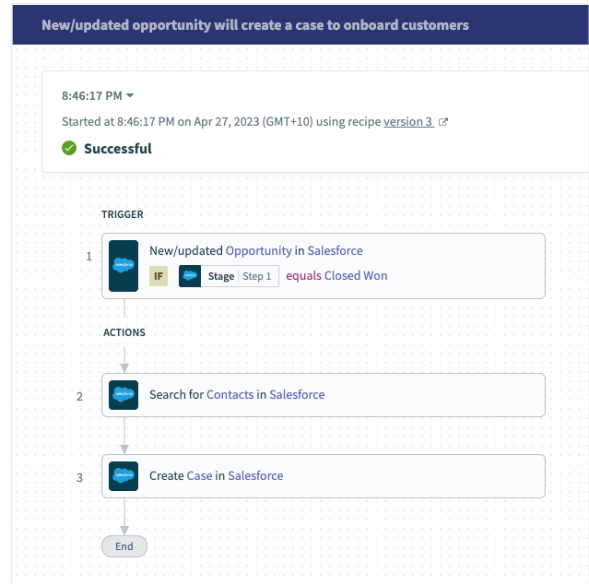 New/updated opportunity will create a case to onboard customers
8:46:17 PM
Started at 8:46:17 PM on Apr 27, 2023 (GMT+10) using recipe version 3
Successful
TRIGGER
1
New/updated Opportunity in Salesforce
IF Stage | Step 1 equals Closed Won
ACTIONS
2
Search for Contacts in Salesforce
3
Create Case in Salesforce
End